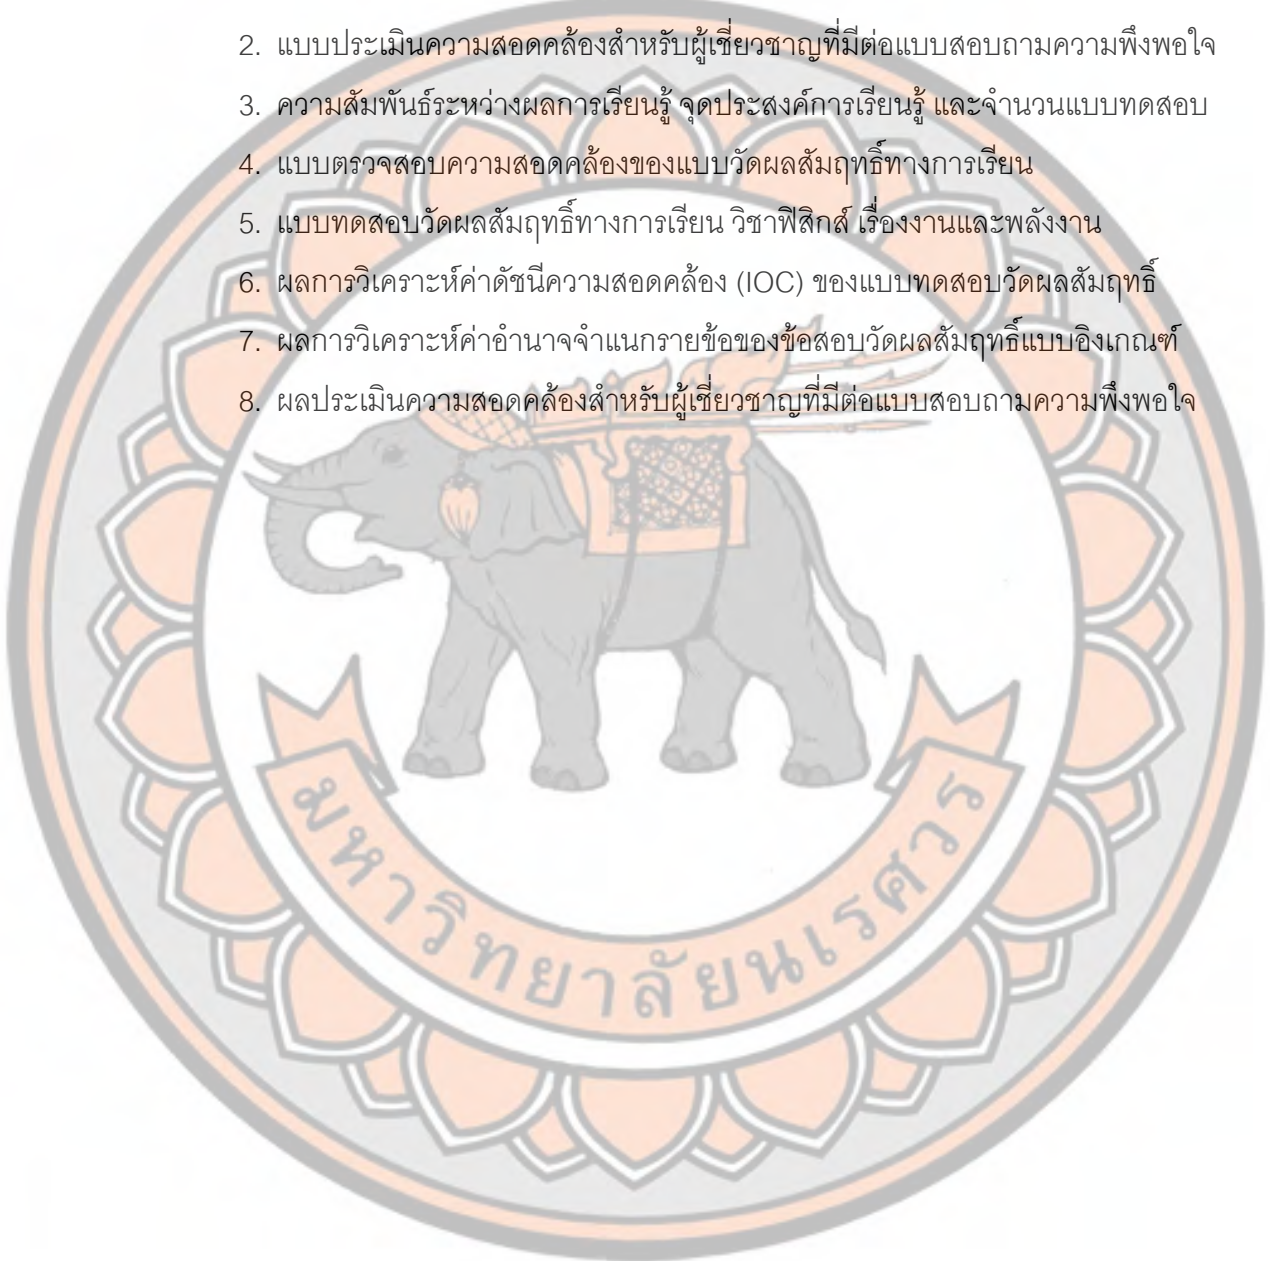 2. แบบประเมินความสอดคล้องสำหรับผู้เชี่ยวชาญที่มีต่อแบบสอบถามความพึงพอใจ
3. ความสัมพันธ์ระหว่างผลการเรียนรู้ จุดประสงค์การเรียนรู้ และจำนวนแบบทดสอบ
4. แบบตรวจสอบความสอดคล้องของแบบวัดผลสัมฤทธิ์ทางการเรียน
5. แบบทดสอบวัดผลสัมฤทธิ์ทางการเรียน วิชาฟิสิกส์ เรื่องงานและพลังงาน
6. ผลการวิเคราะห์ค่าดัชนีความสอดคล้อง (IOC) ของแบบทดสอบวัดผลสัมฤทธิ์
7. ผลการวิเคราะห์ค่าอำนาจจำแนกรายข้อของข้อสอบวัดผลสัมฤทธิ์แบบอิงเกณฑ์
8. ผลประเมินความสอดคล้องสำหรับผู้เชี่ยวชาญที่มีต่อแบบสอบถามความพึงพอใจ
มหาวิทยาลัยนเรศวร